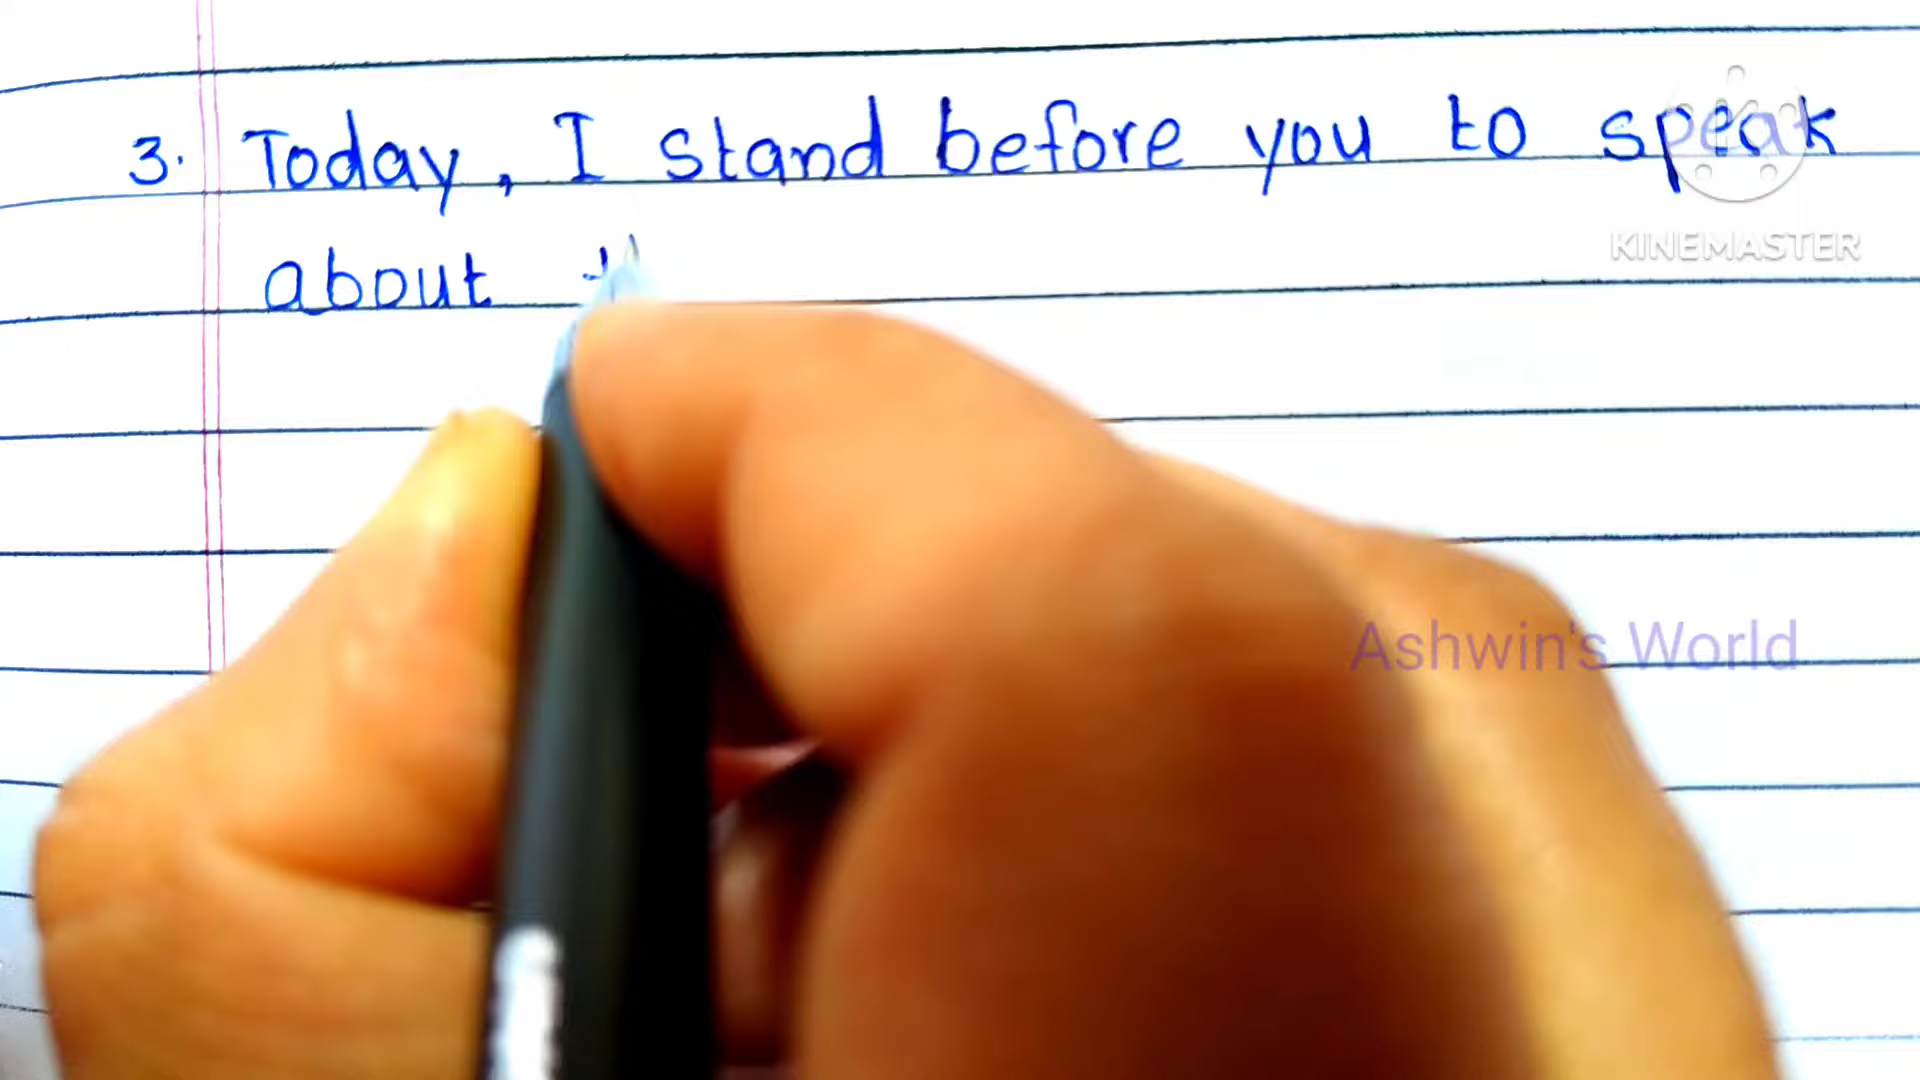 3. Today, I stand before you to speak
KINEMASTER
about
Ashwin's World